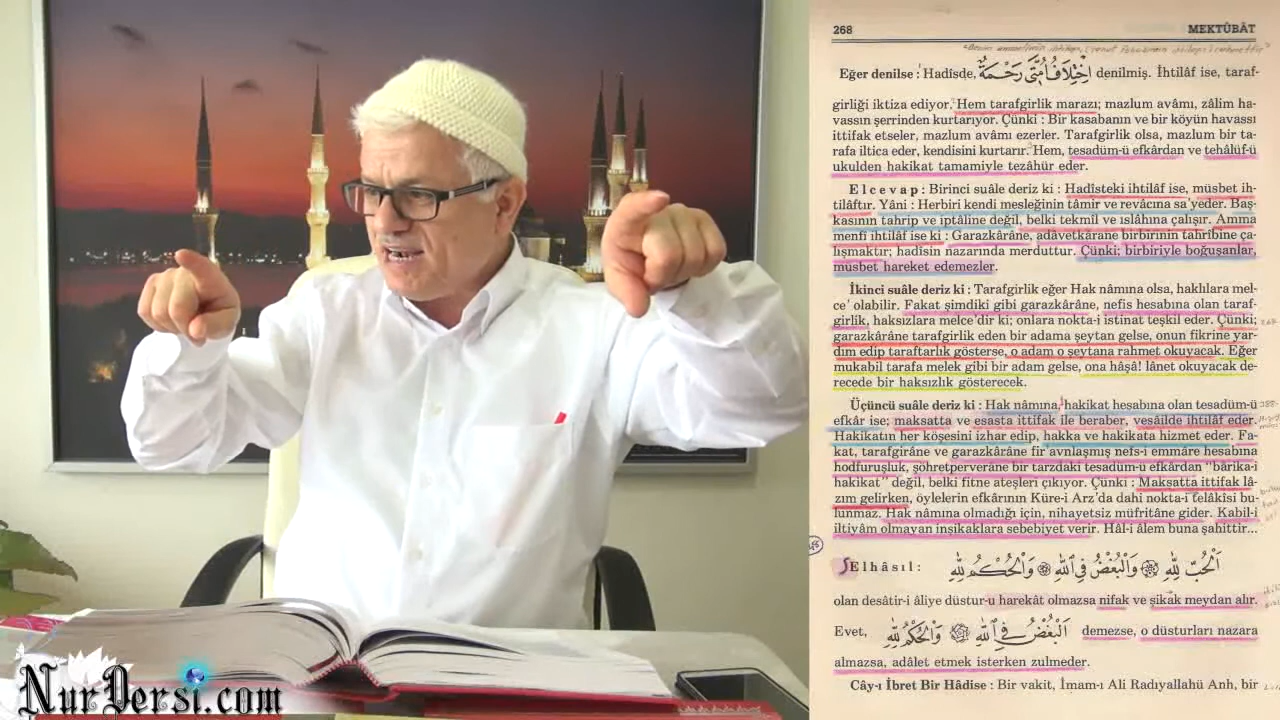 268 MEKTÛBÂT
Eğer denilse : Hadîsde, اِخْتِلَافُ اُمَّتٖى رَحْمَةٌ denilmiş. İhtilâf ise, taraf-
girliği iktiza ediyor. Hem tarafgirlik marazı; mazlum avâmı, zâlim ha-
vassın şerrinden kurtarıyor. Çünki : Bir kasabanın ve bir köyün havassı
ittifak etseler, mazlum avâmı ezerler. Tarafgirlik olsa, mazlum bir ta-
rafa iltica eder, kendisini kurtarır. Hem, tesadüm-ü efkârdan ve tehâlüf-ü
ukulden hakikat tamamiyle tezâhür eder.
Elcevap : Birinci suâle deriz ki : Hadîsteki ihtilâf ise, müsbet ih-
tilâftır. Yâni : Herbiri kendi mesleğinin tâmir ve revâcına sa'yeder. Baş-
kasının tahrip ve iptâline değil, belki tekmil ve ıslâhına çalışır. Amma
menfî ihtilâf ise ki : Garazkârâne, adâvetkârane birbirinin tahrîbine ça-
lışmaktır; hadîsin nazarında merduttur. Çünki; birbiriyle boğuşanlar,
müsbet hareket edemezler.
İkinci suâle deriz ki : Tarafgirlik eğer Hak nâmına olsa, haklılara mel-
ce' olabilir. Fakat şimdiki gibi garazkârâne, nefis hesabına olan taraf-
girlik, haksızlara melce'dir ki; onlara nokta-i istinat teşkil eder. Çünki;
garazkârâne tarafgirlik eden bir adama şeytan gelse, onun fikrine yar-
dım edip taraftarlık gösterse, o adam o şeytana rahmet okuyacak. Eğer
mukabil tarafa melek gibi bir adam gelse, ona hâşâ! lânet okuyacak de-
recede bir haksızlık gösterecek.
Üçüncü suâle deriz ki : Hak nâmına, hakikat hesabına olan tesadüm-ü
efkâr ise; maksatta ve esasta ittifak ile beraber, vesâilde ihtilâf eder.
Hakikatın her köşesini izhar edip, hakka ve hakikata hizmet eder. Fa-
kat, tarafgirâne ve garazkârâne fir'avnlaşmış nefs-i emmâre hesabına
hodfuruşluk, şöhretperverâne bir tarzdaki tesadüm-ü efkârdan "bârika-i
hakikat" değil, belki fitne ateşleri çıkıyor. Çünki : Maksatta ittifak lâ-
zım gelirken, öylelerin efkârının Küre-i Arz'da dahi nokta-i telâkisi bu-
lunmaz. Hak nâmına olmadığı için, nihayetsiz müfritâne gider. Kabil-i
iltiyâm olmayan inşikaklara sebebiyet verir. Hâl-i âlem buna şahittir...
Elhâsıl : اَلْحُبُّ لِلّٰهِ وَالْبُغْضُ فِى اللّٰهِ وَالْحُكْمُ لِلّٰهِ
olan desâtir-i âliye düstur-u harekât olmazsa nifak ve şikak meydan alır.
Evet, اَلْبُغْضُ فِى اللّٰهِ وَالْحُكْمُ لِلّٰهِ demezse, o düsturları nazara
almazsa, adâlet etmek isterken zulmeder.
Cây-ı İbret Bir Hâdise : Bir vakit, İmam-ı Ali Radıyallahü Anh, bir
NurDersi.com